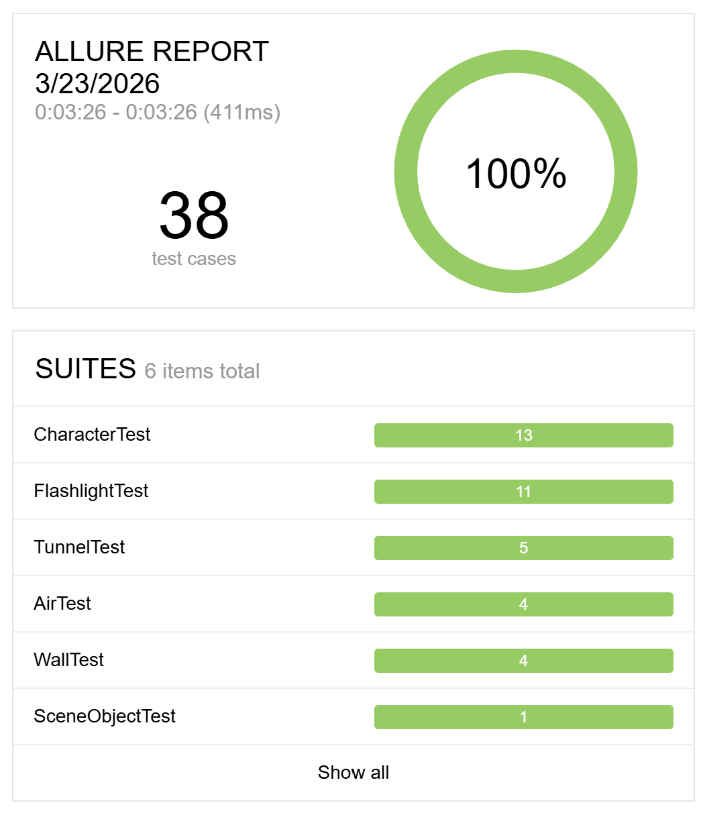 ALLURE REPORT
3/23/2026
0:03:26 - 0:03:26 (411ms)
38
test cases
100%
SUITES 6 items total
CharacterTest 13
FlashlightTest 11
TunnelTest 5
AirTest 4
WallTest 4
SceneObjectTest 1
Show all